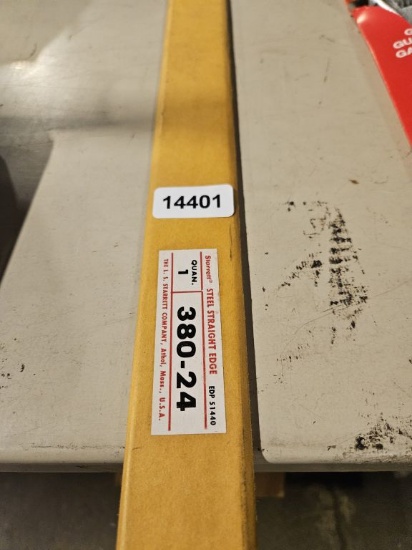 14401
Starrett® STEEL STRAIGHT EDGE EDP 51440
QUAN.
1
380-24
THE L. S. STARRETT COMPANY, Athol, Mass., U.S.A.